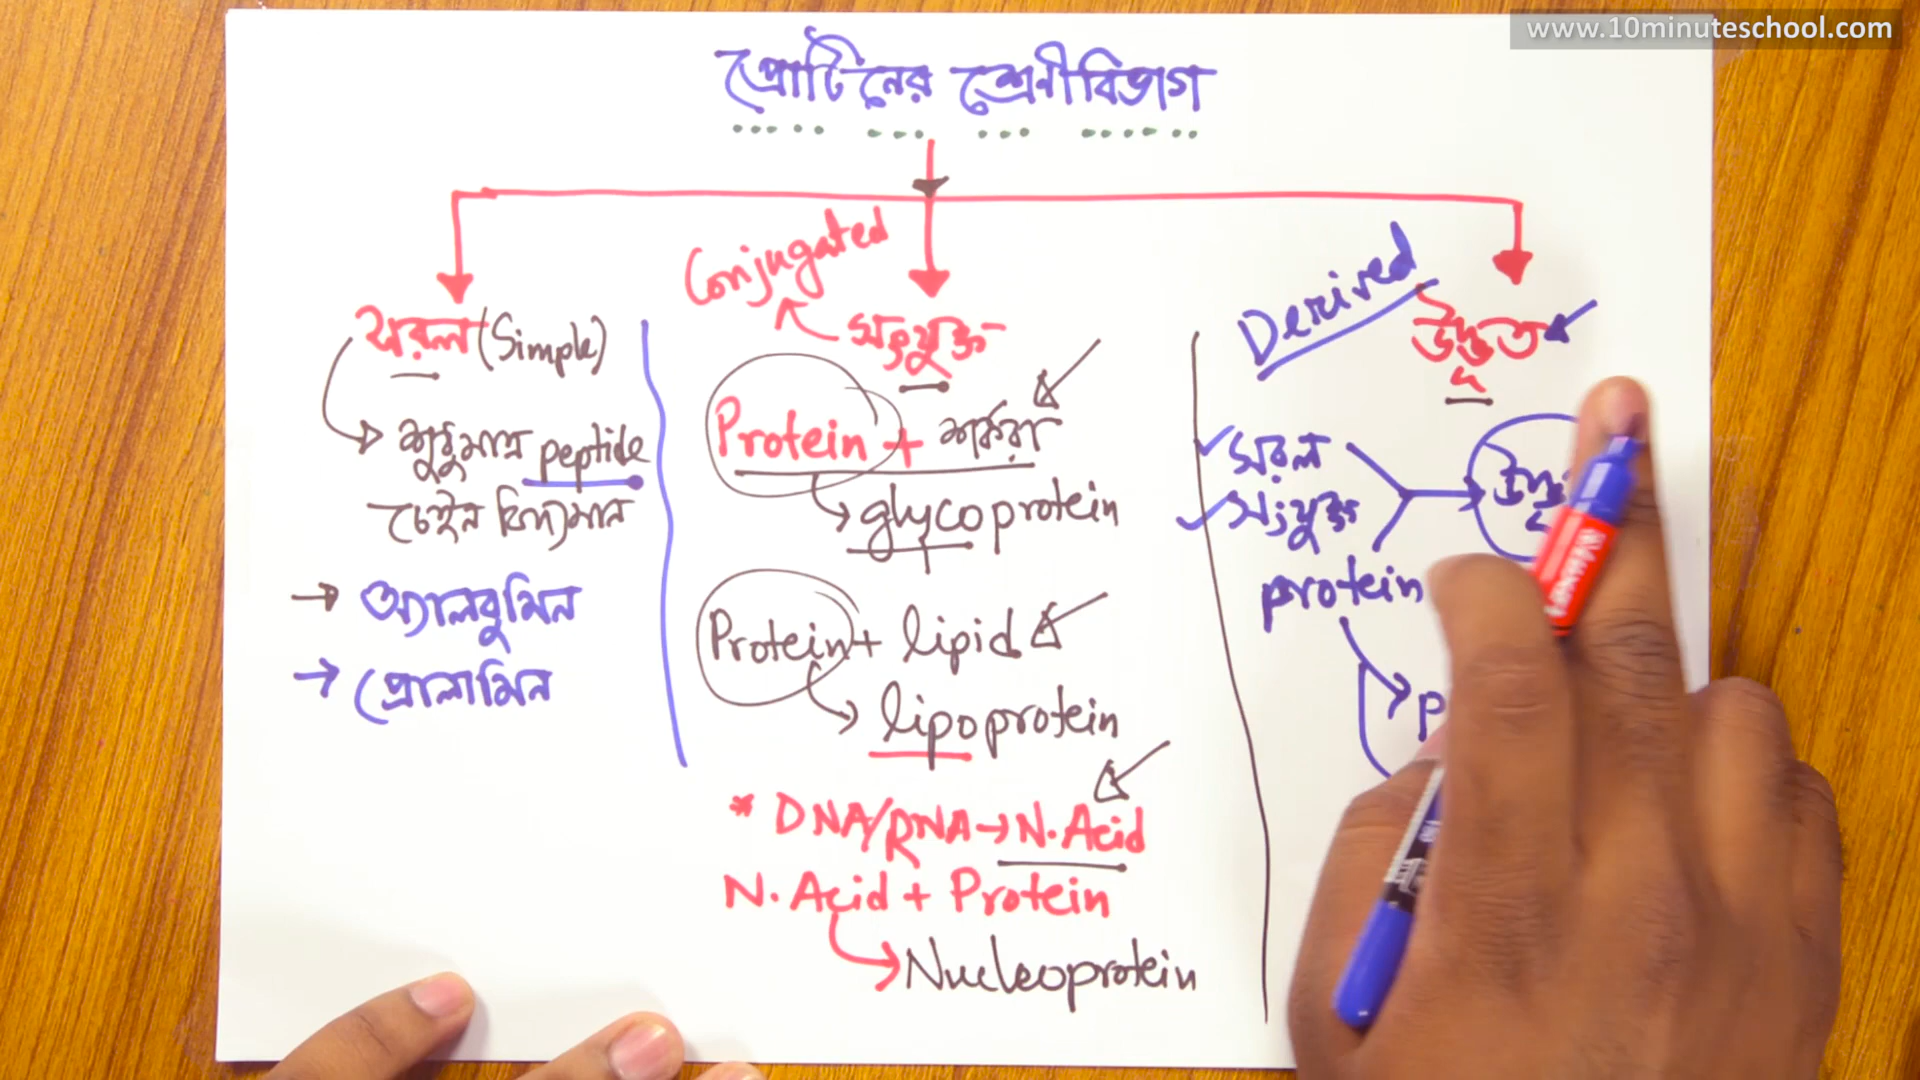 www.10minuteschool.com
প্রোটিনের শ্রেণীবিভাগ
সরল (Simple)
শুধুমাত্র peptide
চেইন বিদ্যমান
→ অ্যালবুমিন
→ প্রোলামিন
Conjugated
সংযুক্ত
Protein + শর্করা
glycoprotein
Protein + lipid
lipoprotein
* DNA/RNA → N. Acid
N. Acid + Protein
Nucleoprotein
Derived
উদ্ভূত
সরল
সংযুক্ত
protein